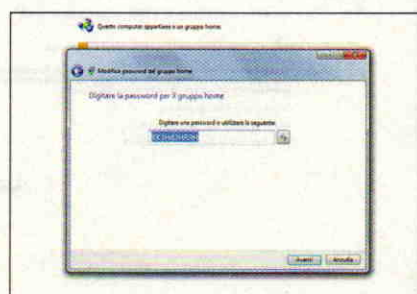 Questo computer appartiene a un gruppo home
Modifica password del gruppo home
Digitare la password per il gruppo home
Digitare una password o utilizzare la seguente:
Avanti
Annulla